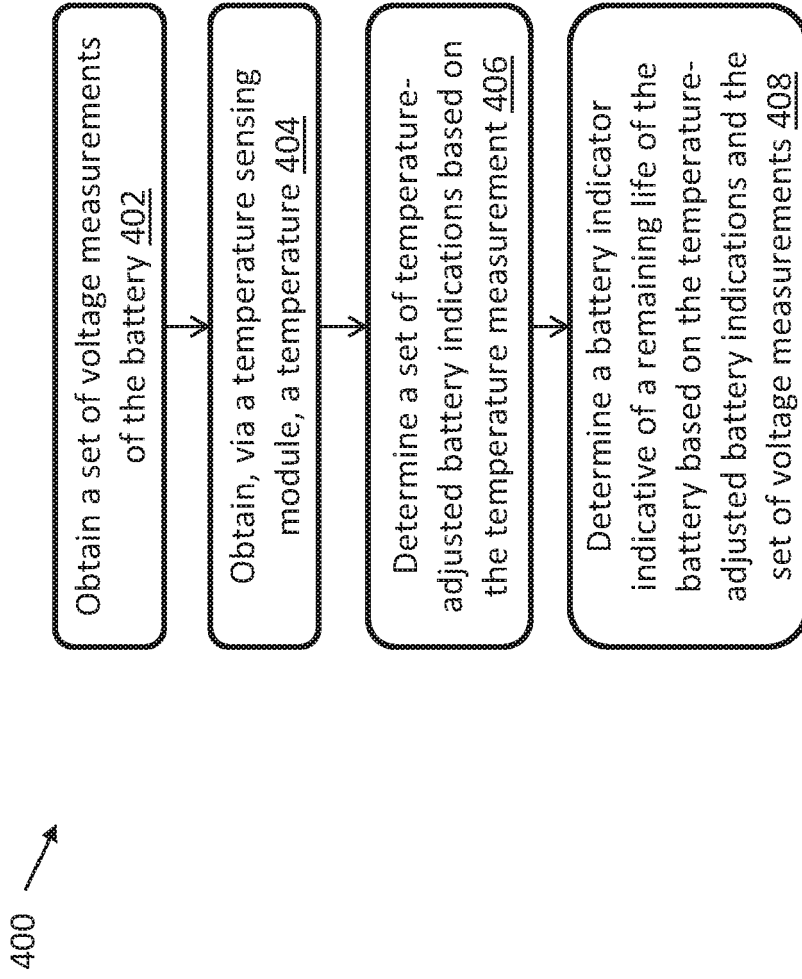 400
Obtain a set of voltage measurements
of the battery 402
Obtain, via a temperature sensing
module, a temperature 404
Determine a set of temperature-
adjusted battery indications based on
the temperature measurement 406
Determine a battery indicator
indicative of a remaining life of the
battery based on the temperature-
adjusted battery indications and the
set of voltage measurements 408